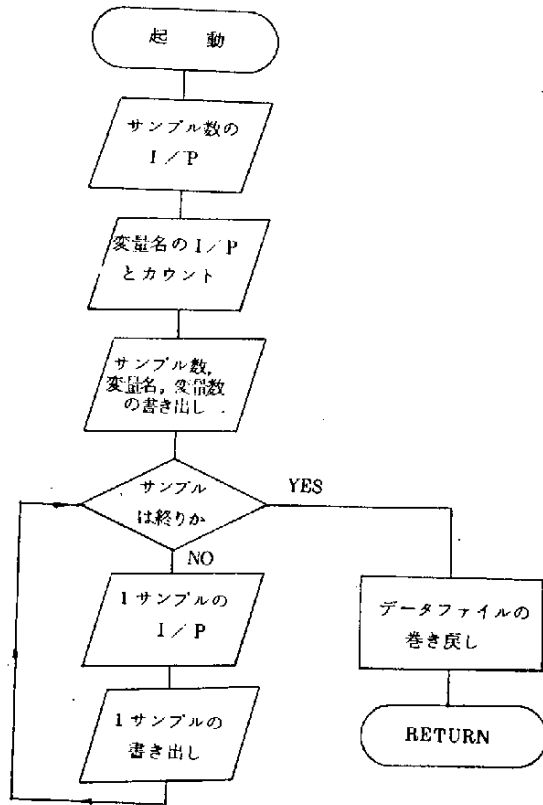 起 動
サンプル数の
I/P
変量名の I/P
とカウント
サンプル数,
変量名, 変量数
の書き出し
サンプル
は終りか
YES
NO
1サンプルの
I/P
1サンプルの
書き出し
データファイルの
巻き戻し
RETURN